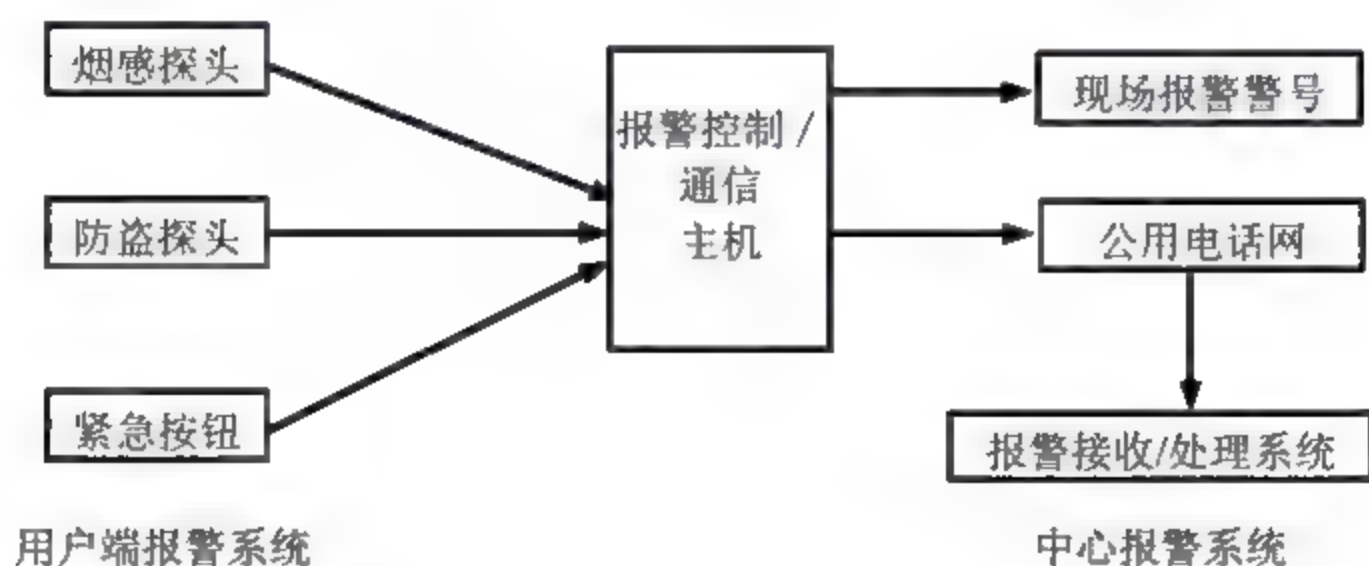 烟感探头
防盗探头
紧急按钮
用户端报警系统
报警控制/
通信
主机
现场报警警号
公用电话网
报警接收/处理系统
中心报警系统